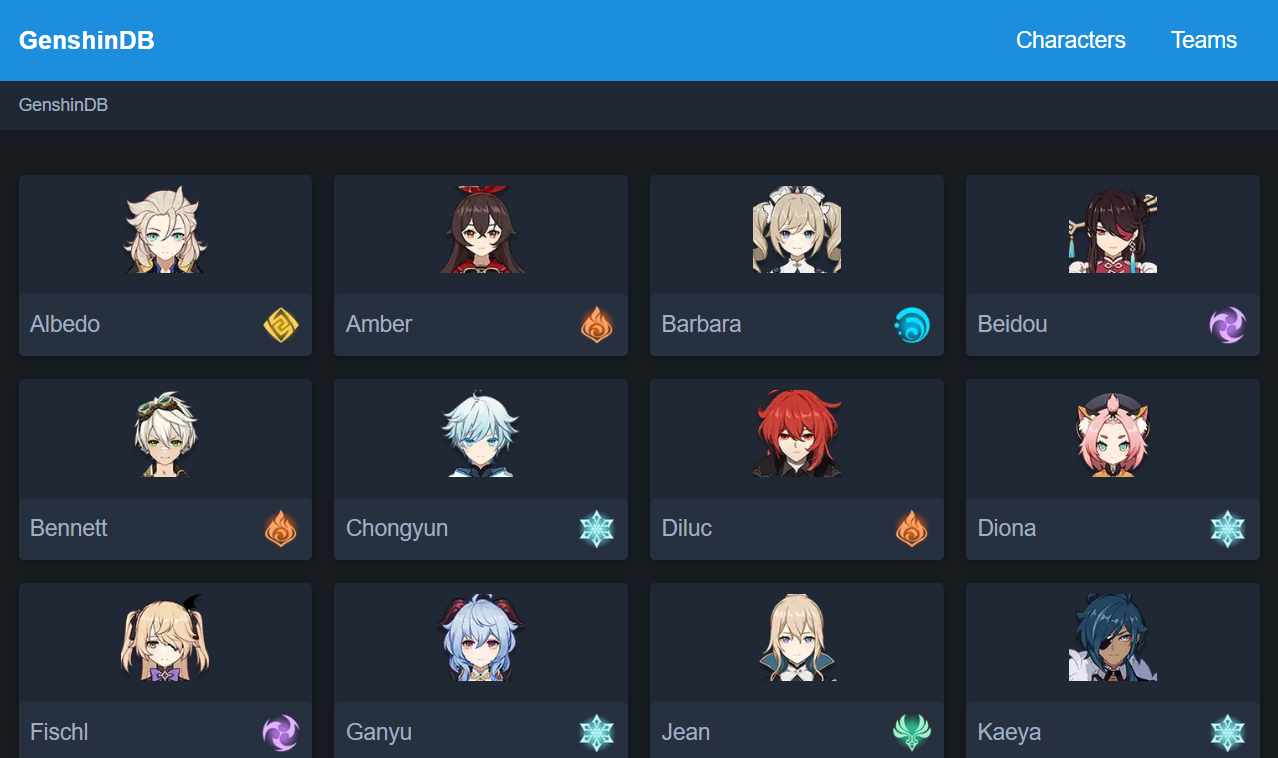 GenshinDB Characters Teams
GenshinDB
Albedo Amber Barbara Beidou
Bennett Chongyun Diluc Diona
Fischl Ganyu Jean Kaeya